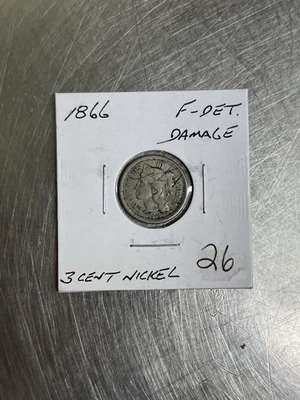 1866 F-DET.
DAMAGE
3 CENT NICKEL 26